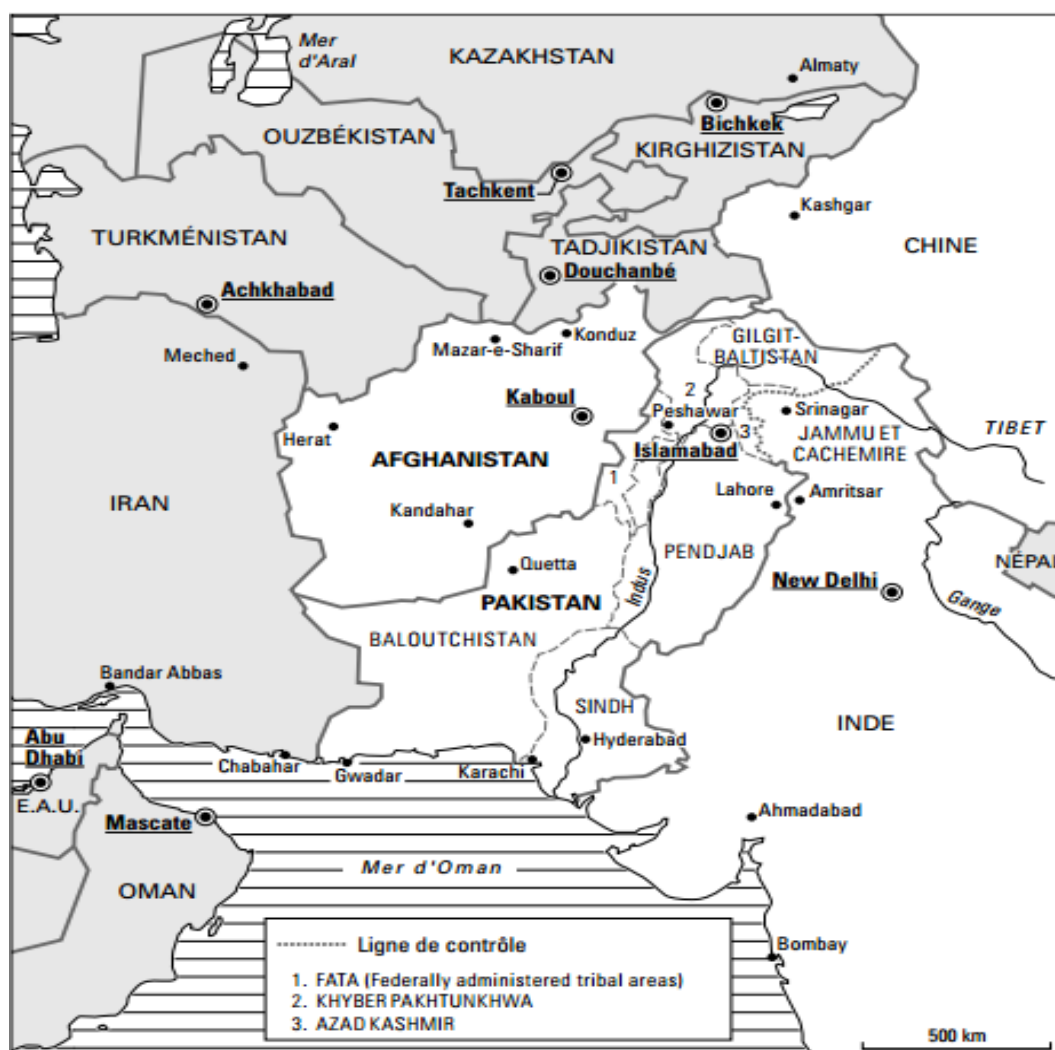 Mer
d'Aral
KAZAKHSTAN
Almaty
Bichkek
OUZBÉKISTAN
KIRGHIZISTAN
Tachkent
Kashgar
TURKMÉNISTAN
TADJIKISTAN
CHINE
Douchanbé
Achkhabad
Meched
Mazar-e-Sharif
Konduz
GILGIT-
BALTISTAN
Kaboul
2
Peshawar
Srinagar
Herat
3
TIBET
JAMMU ET
CACHEMIRE
Islamabad
AFGHANISTAN
1
IRAN
Lahore
Amritsar
Kandahar
PENDJAB
NÉPAL
Quetta
New Delhi
Indus
PAKISTAN
Gange
BALOUTCHISTAN
Bandar Abbas
SINDH
INDE
Abu
Dhabi
Hyderabad
Chabahar
Gwadar
Karachi
E.A.U.
Mascate
Ahmadabad
Mer d'Oman
OMAN
Ligne de contrôle
Bombay
1. FATA (Federally administered tribal areas)
2. KHYBER PAKHTUNKHWA
3. AZAD KASHMIR
500 km